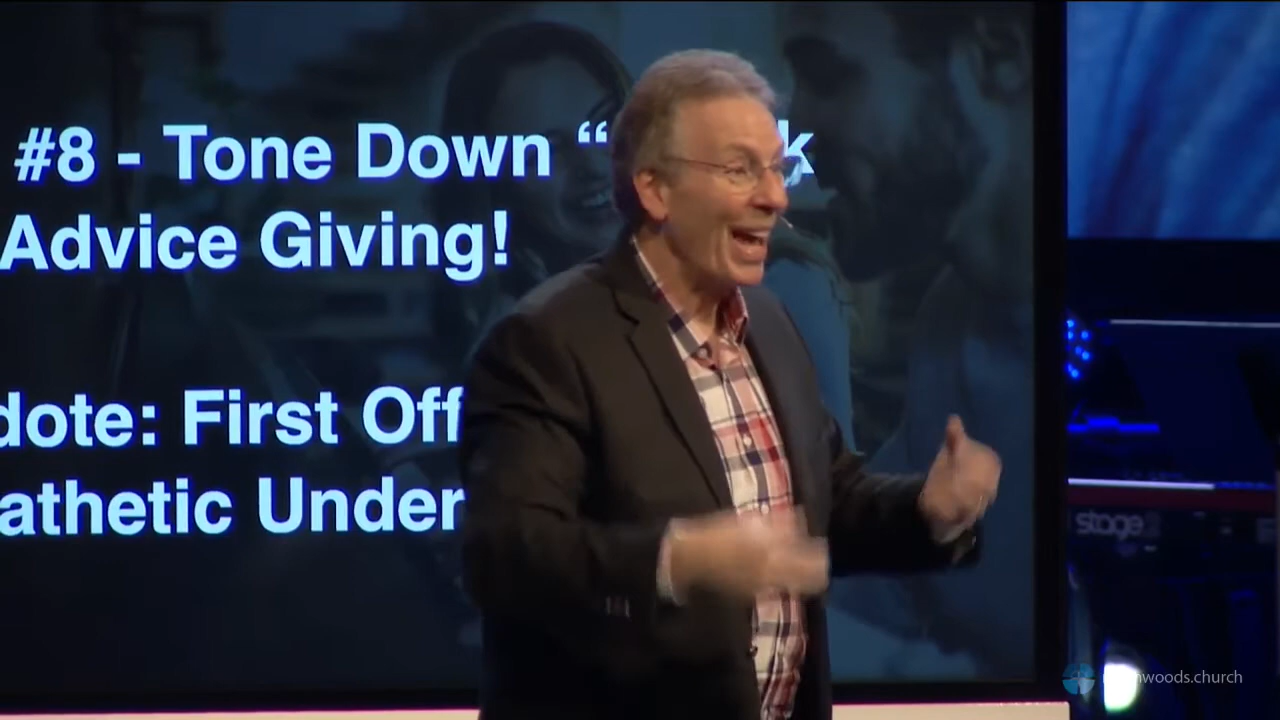 #8 - Tone Down “
Advice Giving!
dote: First Off
athetic Under
stage
woods.church